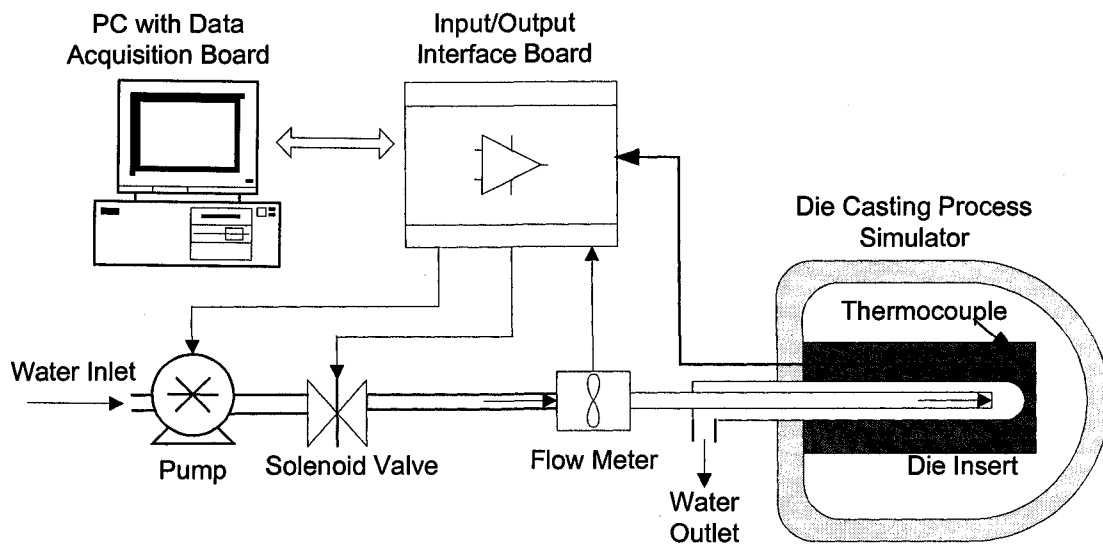 PC with Data
Acquisition Board
Input/Output
Interface Board
Die Casting Process
Simulator
Thermocouple
Water Inlet
Pump
Solenoid Valve
Flow Meter
Die Insert
Water
Outlet